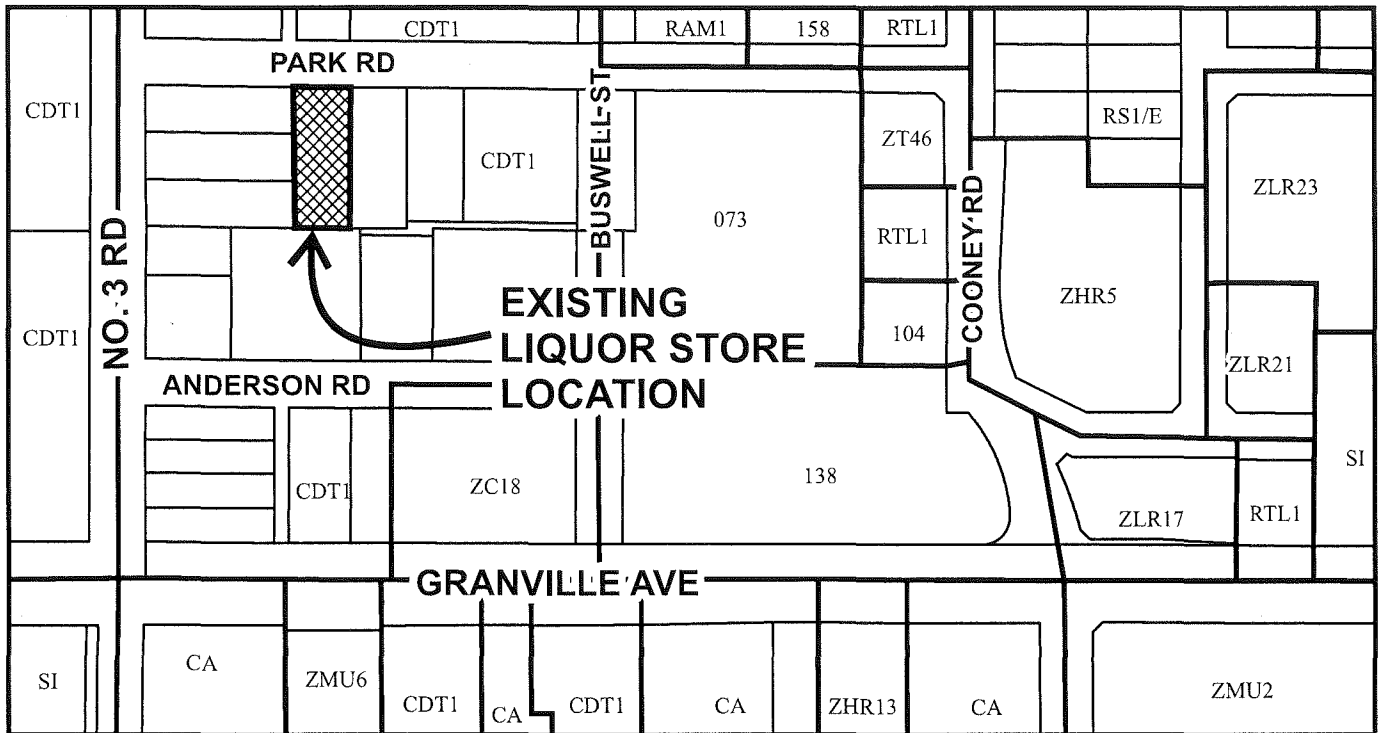 CDT1
RAM1
158
RTL1
PARK RD
CDT1
BUSWELL ST
CDT1
ZT46
RS1/E
ZLR23
073
RTL1
COONEY RD
ZHR5
NO. 3 RD
EXISTING
LIQUOR STORE
LOCATION
CDT1
104
ZLR21
ANDERSON RD
CDT1
ZC18
138
ZLR17
RTL1
SI
GRANVILLE AVE
SI
CA
ZMU6
CDT1
CA
CDT1
CA
ZHR13
CA
ZMU2